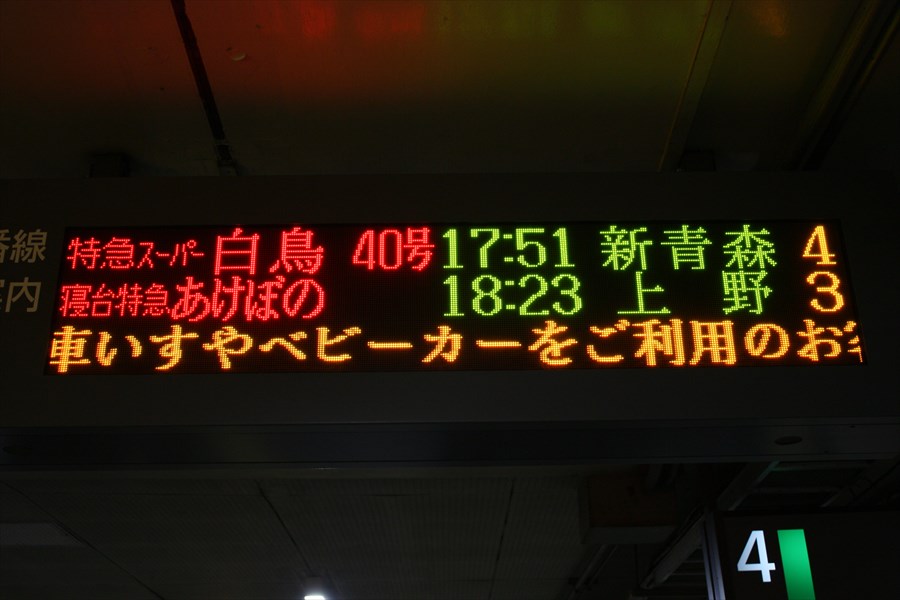 番線
案内
特急スーパー 白鳥 40号 17:51 新青森 4
寝台特急 あけぼの 18:23 上野 3
車いすやベビーカーをご利用のお客
4